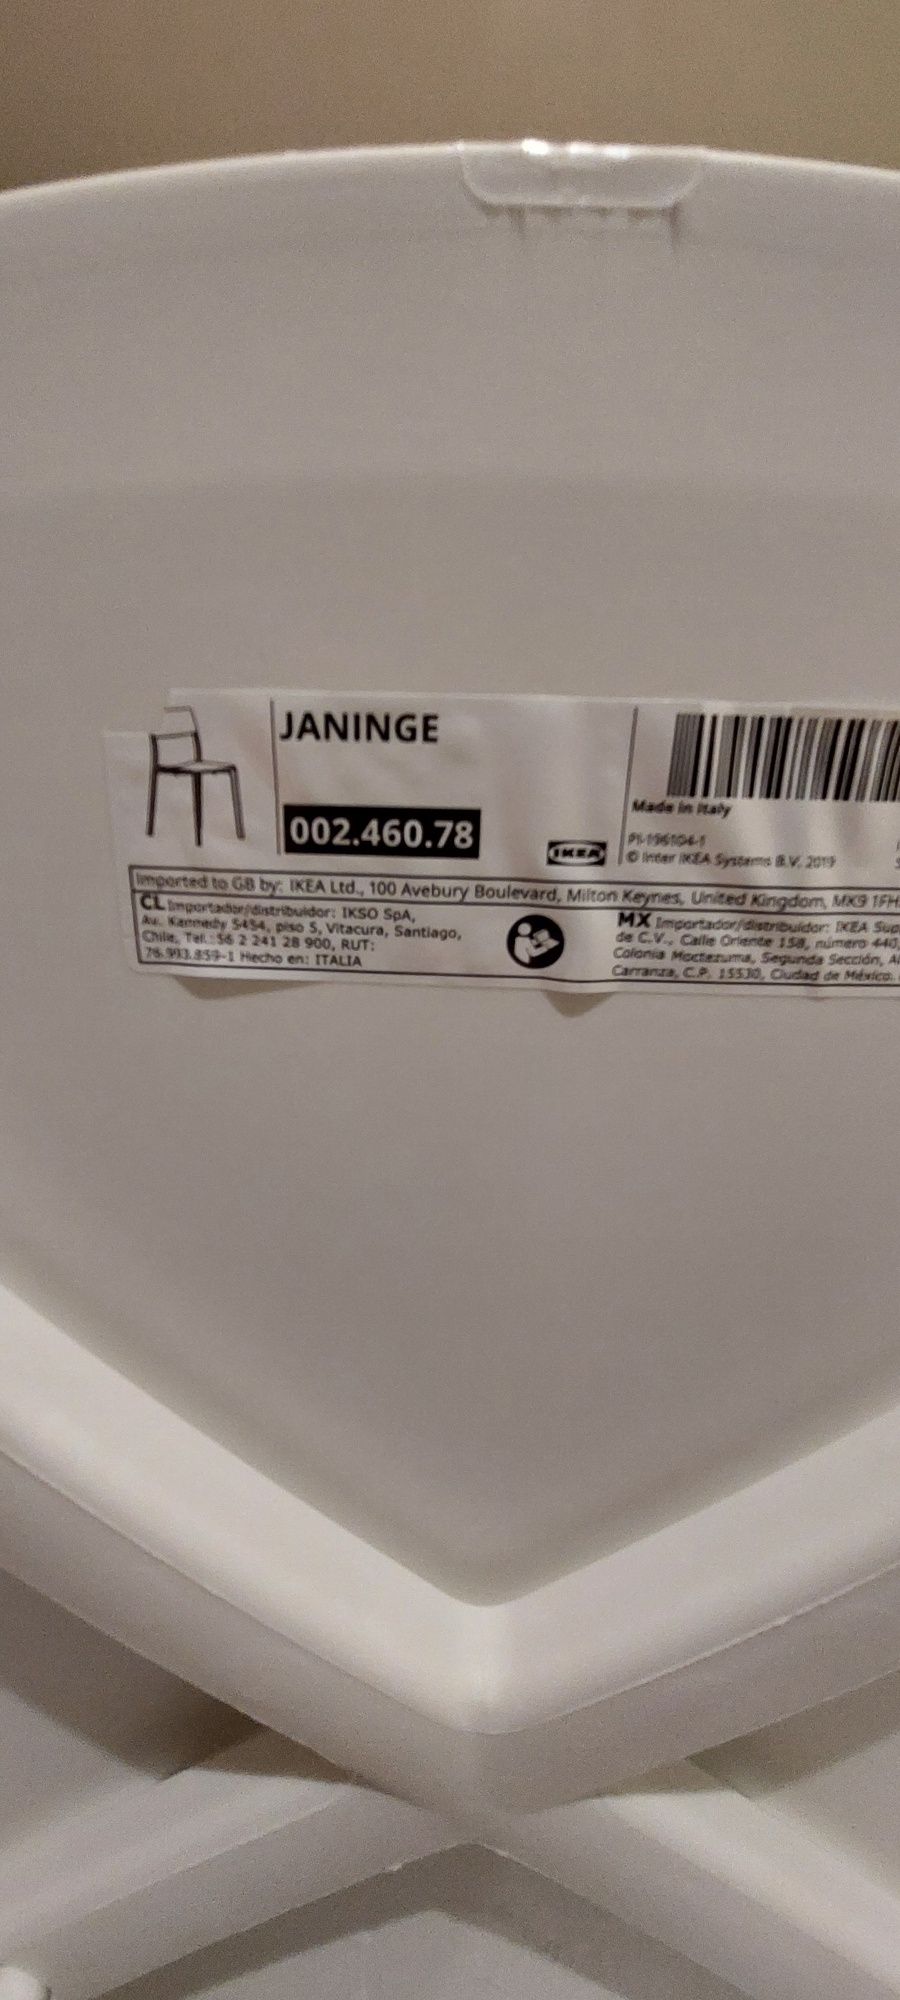 JANINGE
002.460.78
IKEA
Made in Italy
PI-196104-1
© Inter IKEA Systems B.V. 2019
Imported to GB by: IKEA Ltd., 100 Avebury Boulevard, Milton Keynes, United Kingdom, MK9 1FH
CL Importador/distribuidor: IKSO SpA,
Av. Kennedy 5454, piso 5, Vitacura, Santiago,
Chile, Tel.: 56 2 241 28 900, RUT:
76.993.859-1 Hecho en: ITALIA
MX Importador/distribuidor: IKEA Sup
de C.V., Calle Oriente 158, número 440,
Colonia Moctezuma, Segunda Sección,
Carranza, C.P. 15530, Ciudad de México.